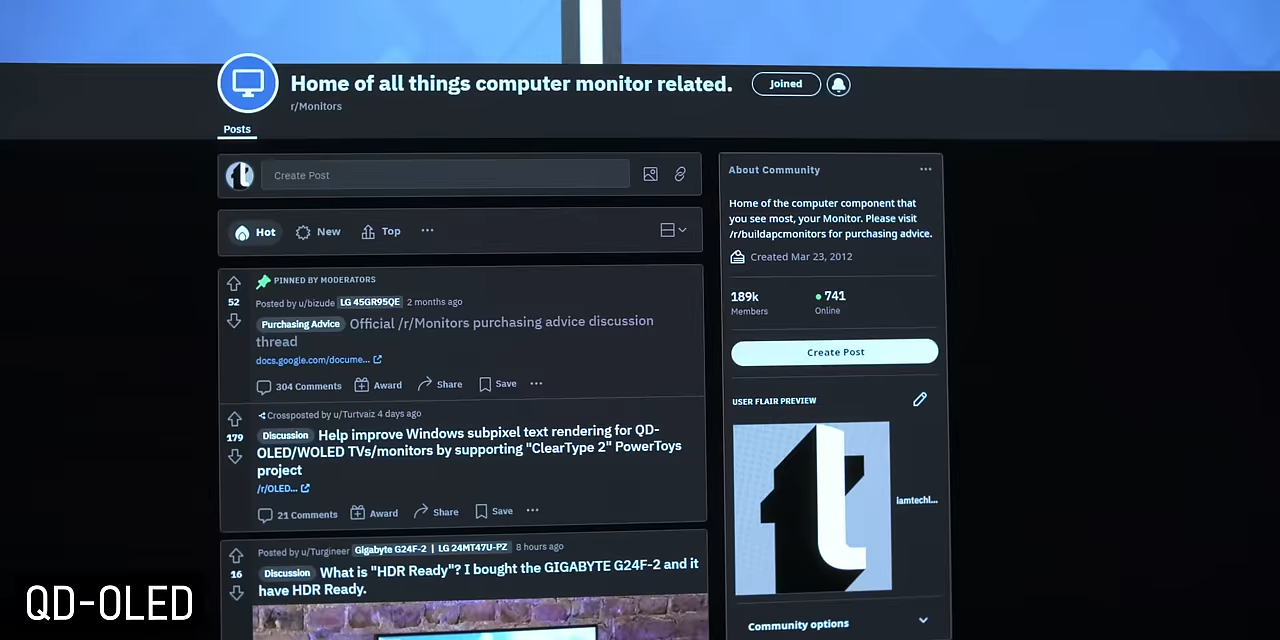 Home of all things computer monitor related.
Joined
r/Monitors
Posts
Create Post
Hot
New
Top
PINNED BY MODERATORS
52
Posted by u/bizude LG 45GR95QE 2 months ago
Purchasing Advice Official /r/Monitors purchasing advice discussion
thread
docs.google.com/docume...
304 Comments Award Share Save
Crossposted by u/Turtvaiz 4 days ago
179
Discussion Help improve Windows subpixel text rendering for QD-
OLED/WOLED TVs/monitors by supporting "ClearType 2" PowerToys
project
/r/OLED...
21 Comments Award Share Save
Posted by u/Turgineer Gigabyte G24F-2 | LG 24MT47U-PZ 8 hours ago
16
Discussion What is "HDR Ready"? I bought the GIGABYTE G24F-2 and it
have HDR Ready.
About Community
Home of the computer component that
you see most, your Monitor. Please visit
/r/buildapcmonitors for purchasing advice.
Created Mar 23, 2012
189k 741
Members Online
Create Post
USER FLAIR PREVIEW
t
iamtechl...
Community options
QD-OLED